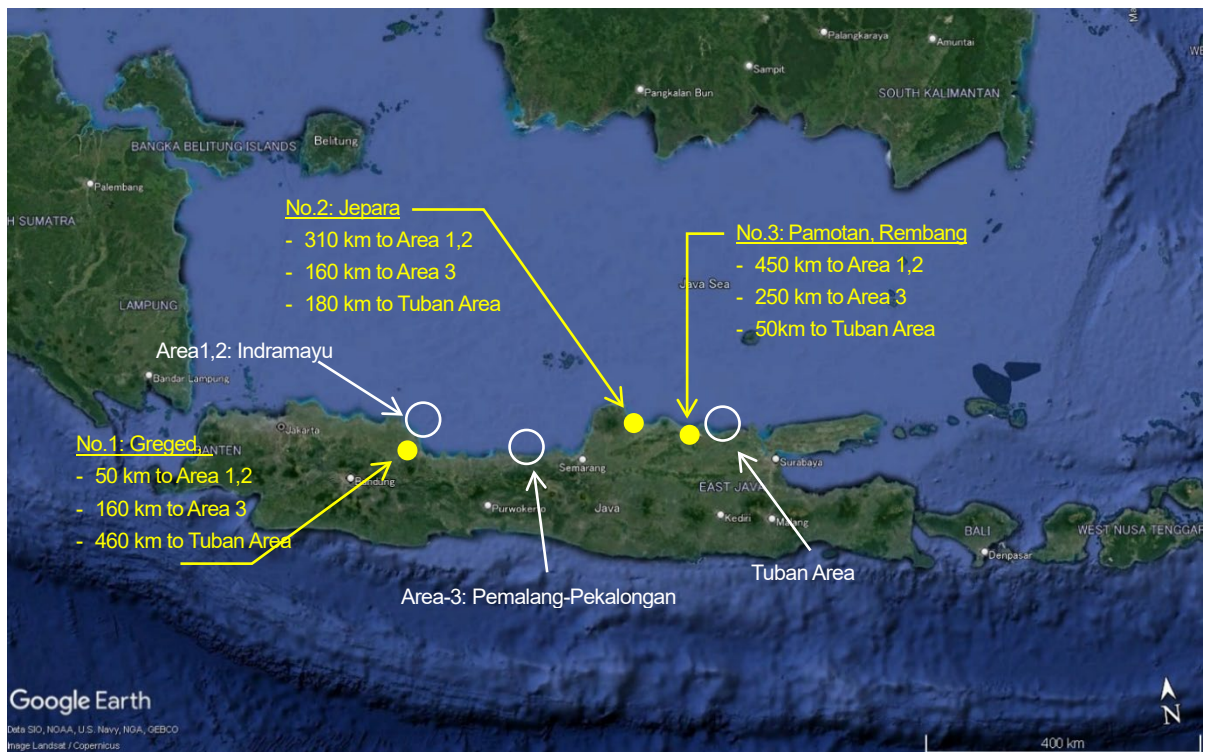 Palangkaraya
Amuntai
Sampit
Pangkalan Bun
SOUTH KALIMANTAN
Belitung
BANGKA BELITUNG ISLANDS
Palembang
H SUMATRA
No.2: Jepara
- 310 km to Area 1,2
- 160 km to Area 3
- 180 km to Tuban Area
No.3: Pamotan, Rembang
- 450 km to Area 1,2
- 250 km to Area 3
- 50km to Tuban Area
Java Sea
LAMPUNG
Area1,2: Indramayu
Bandar Lampung
Jakarta
No.1: Greged
- 50 km to Area 1,2
- 160 km to Area 3
- 460 km to Tuban Area
BANTEN
Bandung
Semarang
Surabaya
EAST JAVA
Purwokerto
Java
Kediri
Malang
BALI
Denpasar
WEST NUSA TENGGAR
Tuban Area
Area-3: Pemalang-Pekalongan
Google Earth
Data SIO, NOAA, U.S. Navy, NGA, GEBCO
Image Landsat / Copernicus
N
400 km